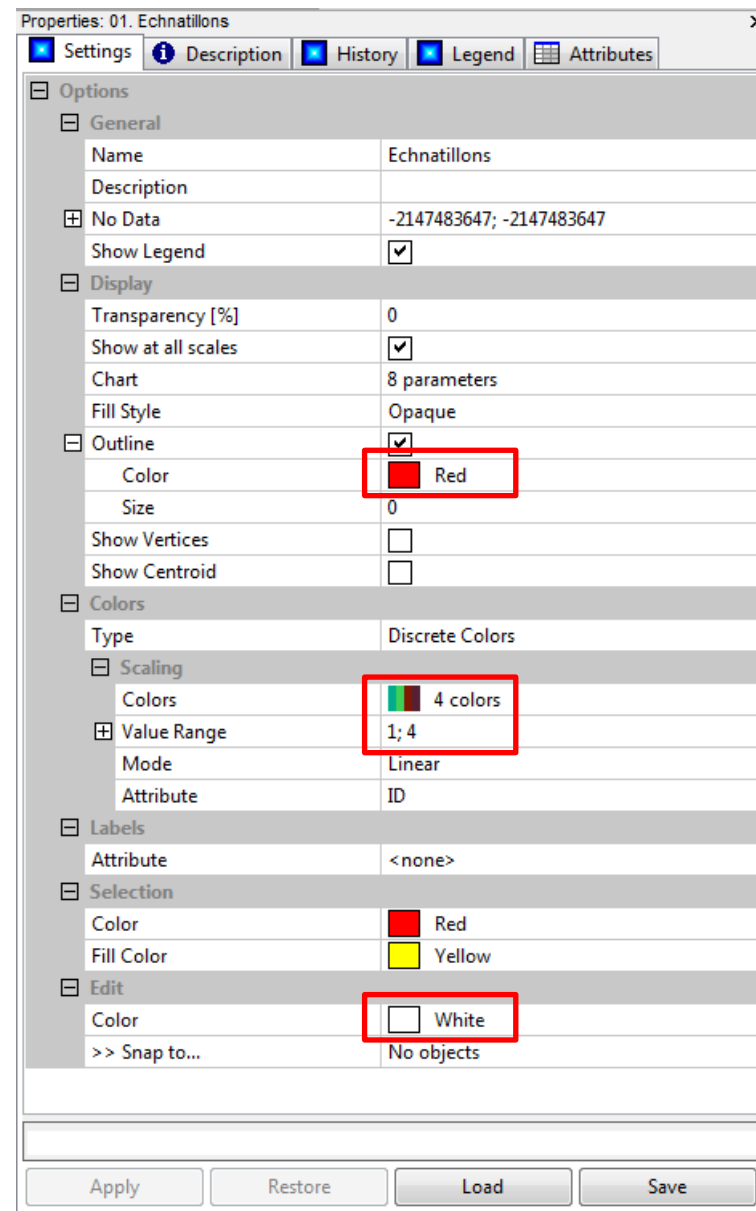 Properties: 01. Echnatillons
Settings Description History Legend Attributes
Options
General
Name Echnatillons
Description
No Data -2147483647; -2147483647
Show Legend
Display
Transparency [%] 0
Show at all scales
Chart 8 parameters
Fill Style Opaque
Outline
Color Red
Size 0
Show Vertices
Show Centroid
Colors
Type Discrete Colors
Scaling
Colors 4 colors
Value Range 1; 4
Mode Linear
Attribute ID
Labels
Attribute <none>
Selection
Color Red
Fill Color Yellow
Edit
Color White
>> Snap to... No objects
Apply Restore Load Save